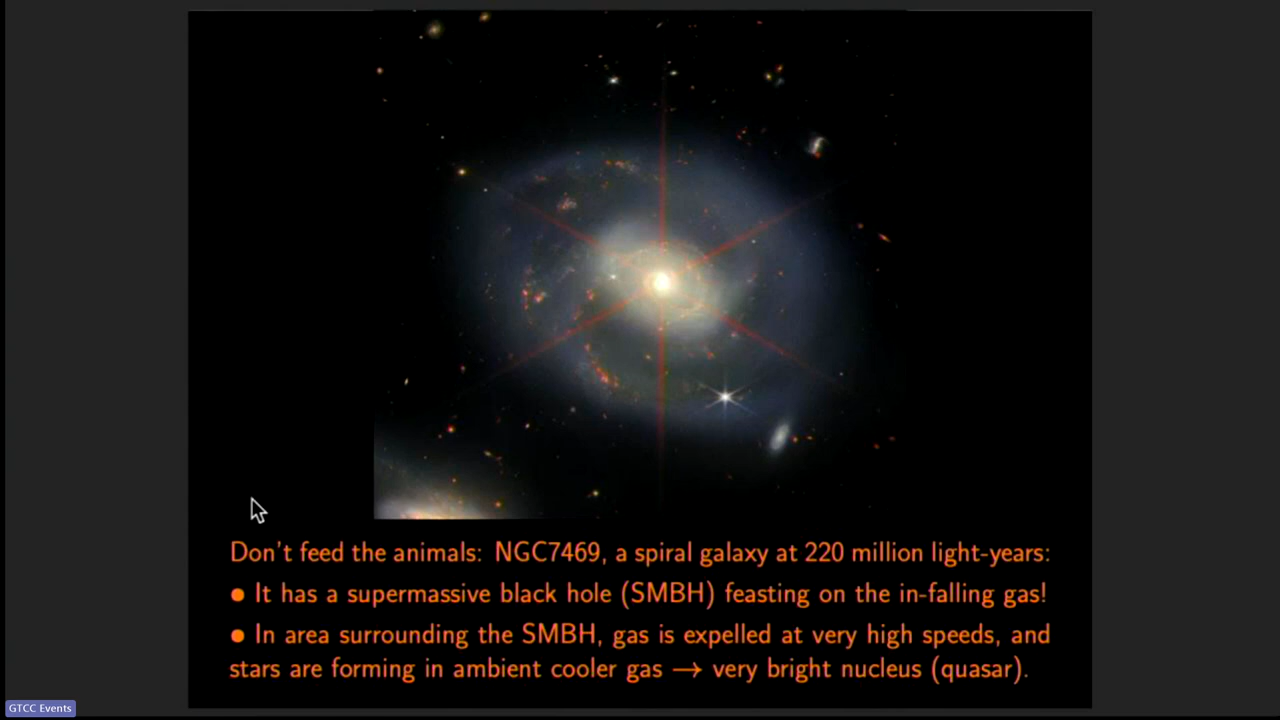 Don't feed the animals: NGC7469, a spiral galaxy at 220 million light-years:
● It has a supermassive black hole (SMBH) feasting on the in-falling gas!
● In area surrounding the SMBH, gas is expelled at very high speeds, and
stars are forming in ambient cooler gas → very bright nucleus (quasar).
GTCC Events